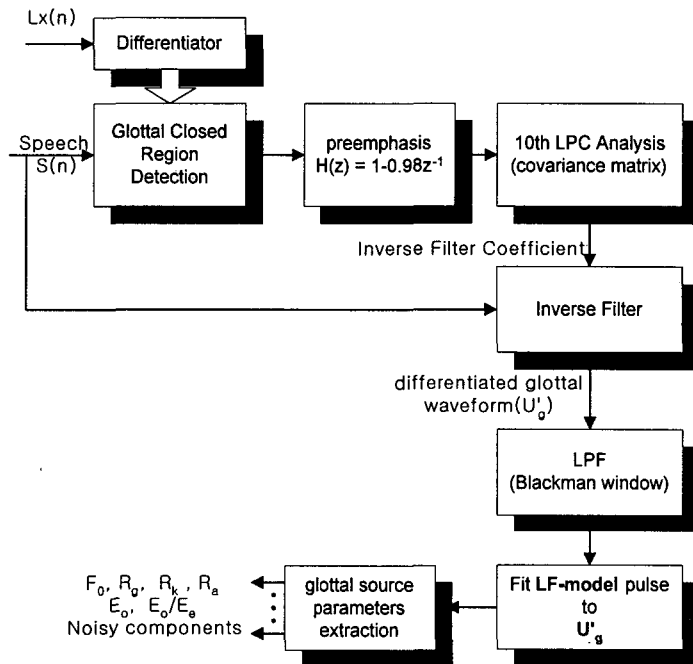 Lx(n)
Differentiator
Speech
S(n)
Glottal Closed
Region
Detection
preemphasis
H(z) = 1-0.98z⁻¹
10th LPC Analysis
(covariance matrix)
Inverse Filter Coefficient
Inverse Filter
differentiated glottal
waveform(U'g)
LPF
(Blackman window)
Fit LF-model pulse
to
U'g
glottal source
parameters
extraction
F₀, Rg, Rk, Ra
Eo, Eo/Ee
Noisy components